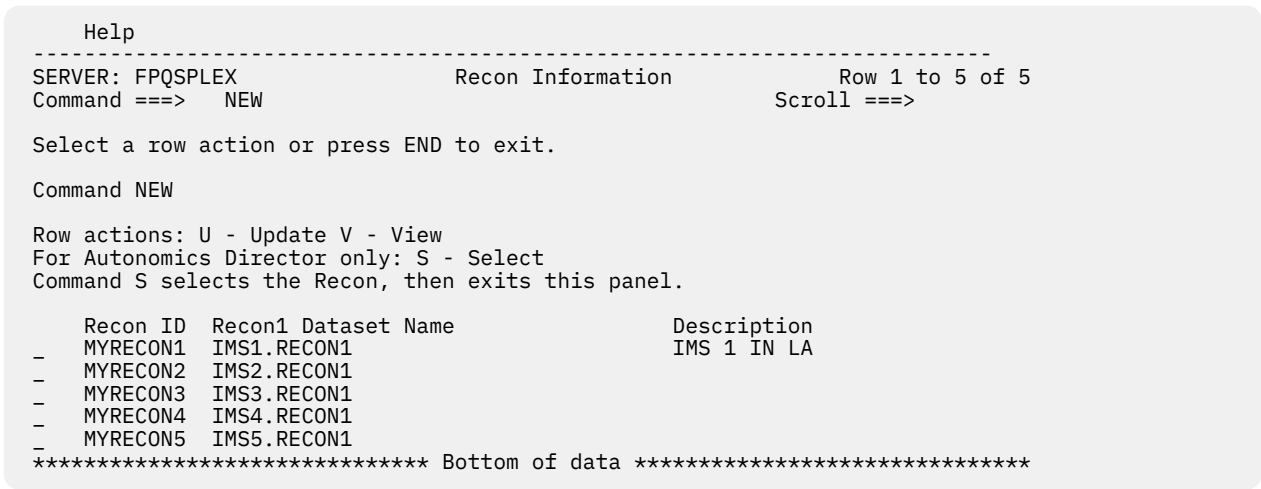 Help
---------------------------------------------------------------------------
SERVER: FPQSPLEX                 Recon Information             Row 1 to 5 of 5
Command ===>   NEW                                        Scroll ===>
Select a row action or press END to exit.
Command NEW
Row actions: U - Update V - View
For Autonomics Director only: S - Select
Command S selects the Recon, then exits this panel.
    Recon ID  Recon1 Dataset Name                 Description
_   MYRECON1  IMS1.RECON1                         IMS 1 IN LA
_   MYRECON2  IMS2.RECON1
_   MYRECON3  IMS3.RECON1
_   MYRECON4  IMS4.RECON1
_   MYRECON5  IMS5.RECON1
******************************* Bottom of data *******************************